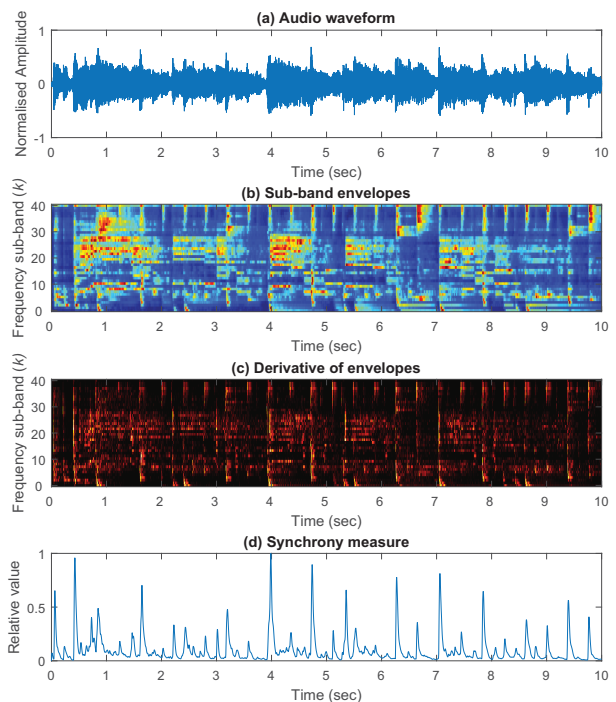 (a) Audio waveform
Normalised Amplitude
1
0
-1
0 1 2 3 4 5 6 7 8 9 10
Time (sec)
(b) Sub-band envelopes
Frequency sub-band (k)
40
30
20
10
0
0 1 2 3 4 5 6 7 8 9 10
Time (sec)
(c) Derivative of envelopes
Frequency sub-band (k)
40
30
20
10
0
0 1 2 3 4 5 6 7 8 9 10
Time (sec)
(d) Synchrony measure
Relative value
1
0.5
0
0 1 2 3 4 5 6 7 8 9 10
Time (sec)